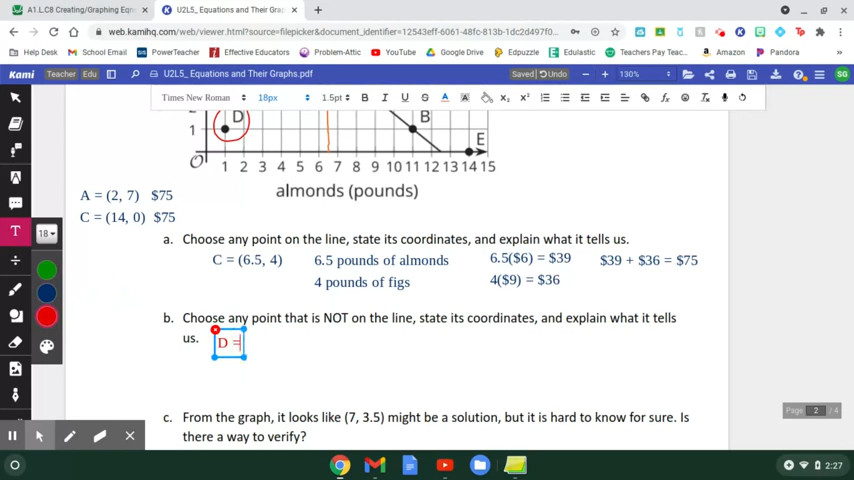 A1.L.C8 Creating/Graphing Equ
U2L5_ Equations and Their Grap
web.kamihq.com/web/viewer.html?source=filepicker&document_identifier=12543eff-6061-48fc-813b-1dc2d497f0...
Help Desk School Email SIS PowerTeacher Effective Educators Problem-Attic YouTube Google Drive Edpuzzle Edulastic Teachers Pay Teac... Amazon Pandora
Kami Teacher Edu U2L5_ Equations and Their Graphs.pdf Saved Undo 130% SG
Times New Roman 18px 1.5pt B I U S A A X₂ X²
2 D B
1 E
O 1 2 3 4 5 6 7 8 9 10 11 12 13 14 15
almonds (pounds)
A = (2, 7) $75
C = (14, 0) $75
T 18
a. Choose any point on the line, state its coordinates, and explain what it tells us.
C = (6.5, 4) 6.5 pounds of almonds 6.5($6) = $39 $39 + $36 = $75
4 pounds of figs 4($9) = $36
b. Choose any point that is NOT on the line, state its coordinates, and explain what it tells
us. D =
c. From the graph, it looks like (7, 3.5) might be a solution, but it is hard to know for sure. Is
there a way to verify?
Page 2 / 4
2:27